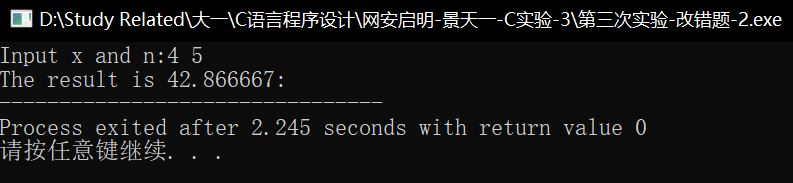 D:\Study Related\大一\C语言程序设计\网安启明-景天一-C实验-3\第三次实验-改错题-2.exe
Input x and n:4 5
The result is 42.866667:
--------------------------------
Process exited after 2.245 seconds with return value 0
请按任意键继续. . .